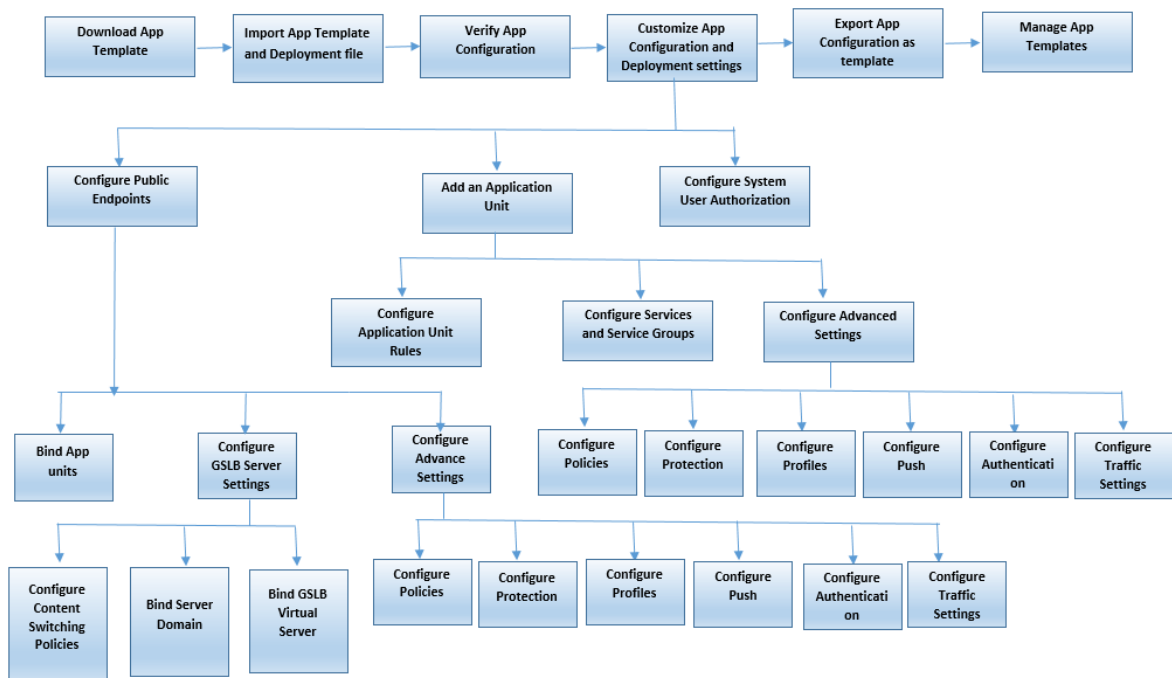 Download App
Template
Import App Template
and Deployment file
Verify App
Configuration
Customize App
Configuration and
Deployment settings
Export App
Configuration as
template
Manage App
Templates
Configure Public
Endpoints
Add an Application
Unit
Configure System
User Authorization
Configure
Application Unit
Rules
Configure Services
and Service Groups
Configure Advanced
Settings
Bind App
units
Configure
GSLB Server
Settings
Configure
Advance
Settings
Configure
Policies
Configure
Protection
Configure
Profiles
Configure
Push
Configure
Authenticati
on
Configure
Traffic
Settings
Configure
Content
Switching
Policies
Bind Server
Domain
Bind GSLB
Virtual
Server
Configure
Policies
Configure
Protection
Configure
Profiles
Configure
Push
Configure
Authenticati
on
Configure
Traffic
Settings